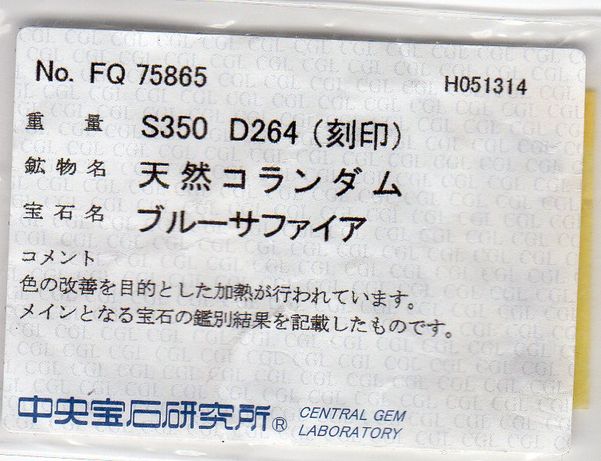 No. FQ 75865 H051314
重 量 S350 D264 (刻印)
鉱物名 天然コランダム
宝石名 ブルーサファイア
コメント
色の改善を目的とした加熱が行われています。
メインとなる宝石の鑑別結果を記載したものです。
中央宝石研究所® CENTRAL GEM
LABORATORY